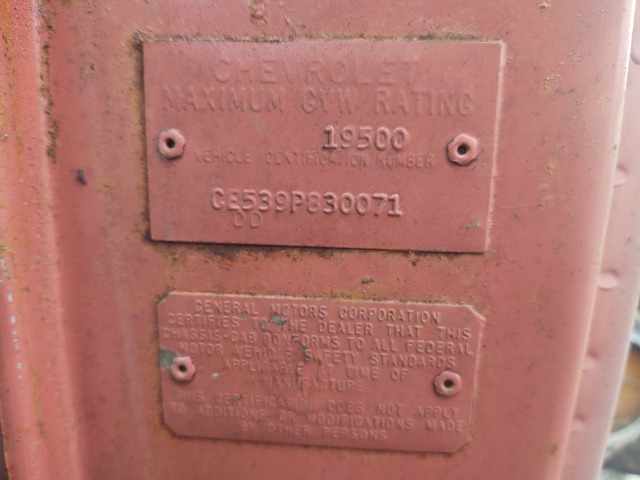 CHEVROLET
MAXIMUM GVW RATING
19500
VEHICLE IDENTIFICATION NUMBER
CE539P830071
DD
GENERAL MOTORS CORPORATION
CERTIFIES TO THE DEALER THAT THIS
CHASSIS-CAB CONFORMS TO ALL FEDERAL
MOTOR VEHICLE SAFETY STANDARDS
APPLICABLE AT TIME OF
MANUFACTURE
THIS CERTIFICATION DOES NOT APPLY
TO ADDITIONS OR MODIFICATIONS MADE
BY OTHER PERSONS